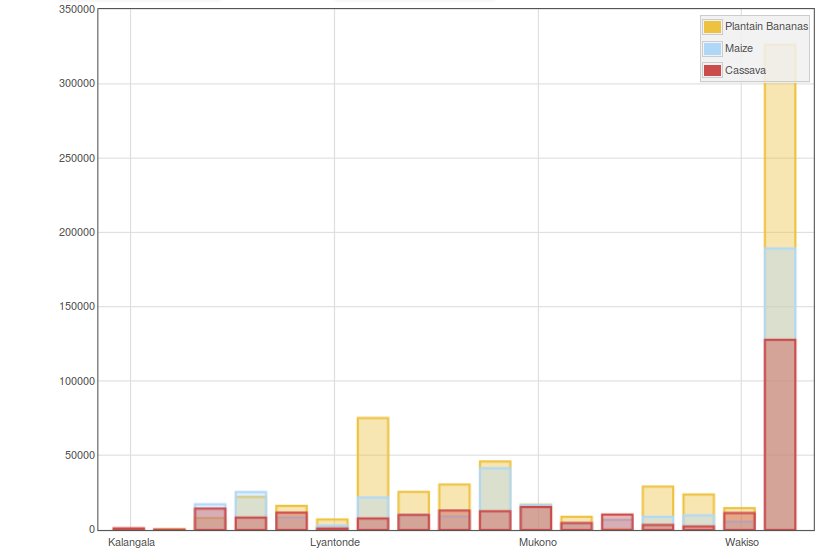 350000
300000
250000
200000
150000
100000
50000
0
Plantain Bananas
Maize
Cassava
Kalangala Lyantonde Mukono Wakiso